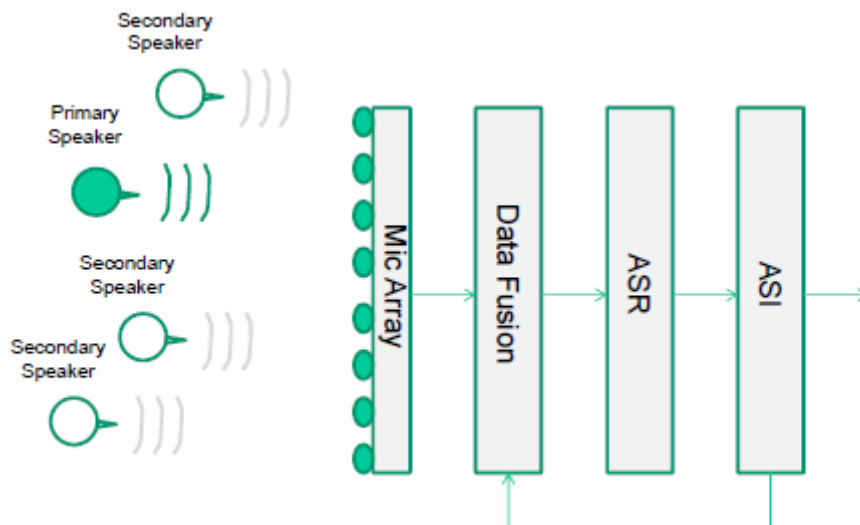 Secondary
Speaker
Primary
Speaker
Secondary
Speaker
Secondary
Speaker
Mic Array
Data Fusion
ASR
ASI